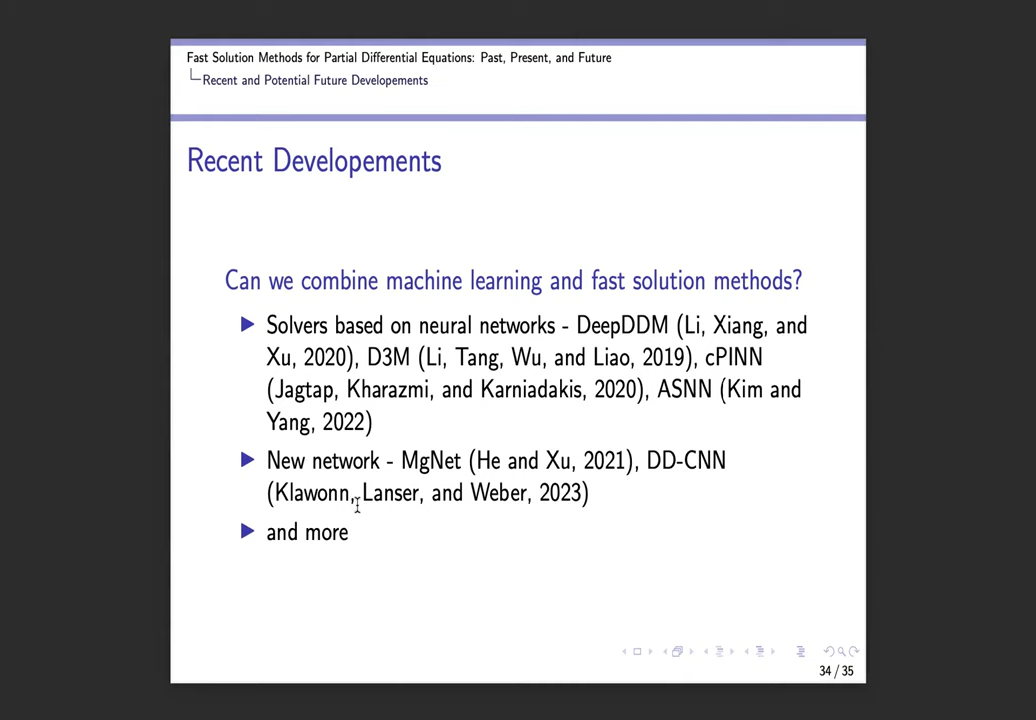 Fast Solution Methods for Partial Differential Equations: Past, Present, and Future
Recent and Potential Future Developements
Recent Developements
Can we combine machine learning and fast solution methods?
Solvers based on neural networks - DeepDDM (Li, Xiang, and
Xu, 2020), D3M (Li, Tang, Wu, and Liao, 2019), cPINN
(Jagtap, Kharazmi, and Karniadakis, 2020), ASNN (Kim and
Yang, 2022)
New network - MgNet (He and Xu, 2021), DD-CNN
(Klawonn, Lanser, and Weber, 2023)
and more
34 / 35